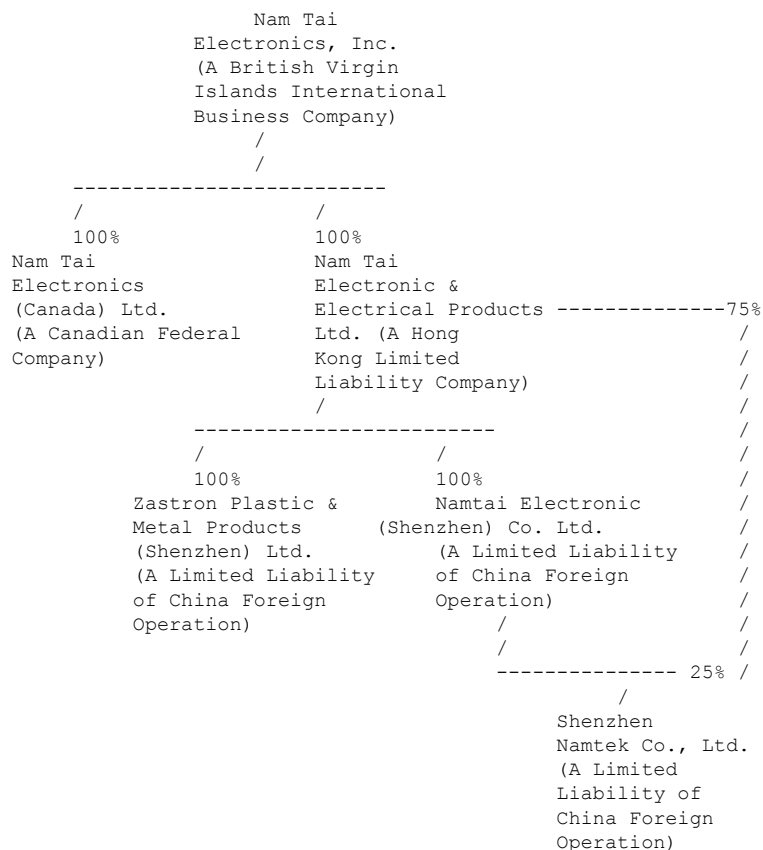 Nam Tai
Electronics, Inc.
(A British Virgin
Islands International
Business Company)
/
/
--------------------------
/ /
100% 100%
Nam Tai Nam Tai
Electronics Electronic &
(Canada) Ltd. Electrical Products --------------75%
(A Canadian Federal Ltd. (A Hong /
Company) Kong Limited /
Liability Company) /
/ /
------------------------- /
/ / /
100% 100% /
Zastron Plastic & Namtai Electronic /
Metal Products (Shenzhen) Co. Ltd. /
(Shenzhen) Ltd. (A Limited Liability /
(A Limited Liability of China Foreign /
of China Foreign Operation) /
Operation) / /
/ /
--------------- 25% /
/
Shenzhen
Namtek Co., Ltd.
(A Limited
Liability of
China Foreign
Operation)